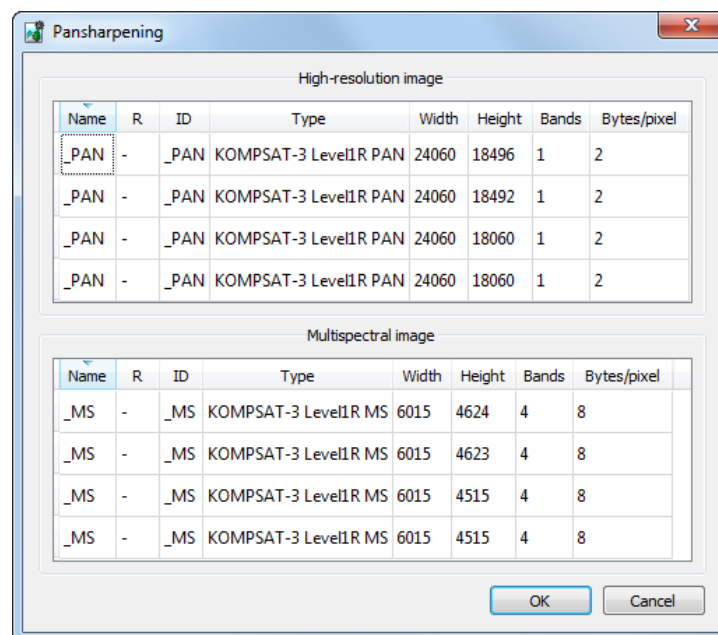 Pansharpening
High-resolution image
Name R ID Type Width Height Bands Bytes/pixel
_PAN - _PAN KOMPSAT-3 Level1R PAN 24060 18496 1 2
_PAN - _PAN KOMPSAT-3 Level1R PAN 24060 18492 1 2
_PAN - _PAN KOMPSAT-3 Level1R PAN 24060 18060 1 2
_PAN - _PAN KOMPSAT-3 Level1R PAN 24060 18060 1 2
Multispectral image
Name R ID Type Width Height Bands Bytes/pixel
_MS - _MS KOMPSAT-3 Level1R MS 6015 4624 4 8
_MS - _MS KOMPSAT-3 Level1R MS 6015 4623 4 8
_MS - _MS KOMPSAT-3 Level1R MS 6015 4515 4 8
_MS - _MS KOMPSAT-3 Level1R MS 6015 4515 4 8
OK Cancel